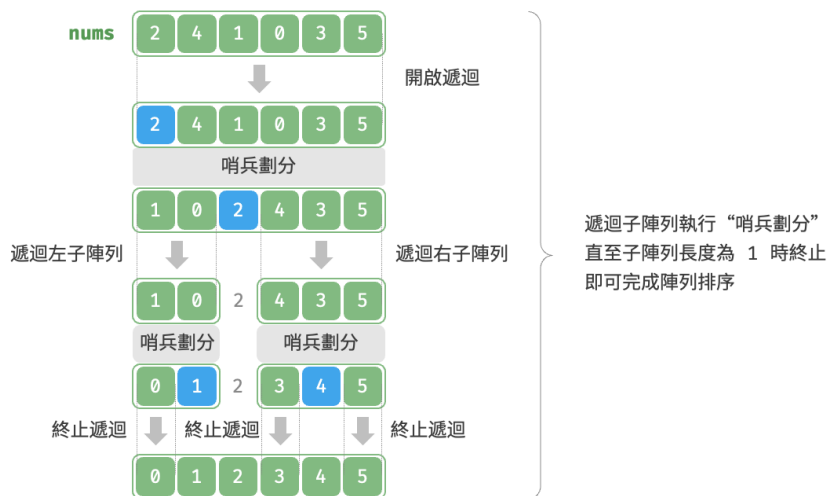 nums 2 4 1 0 3 5
開啟遞迴
2 4 1 0 3 5
哨兵劃分
1 0 2 4 3 5
遞迴左子陣列 遞迴右子陣列
1 0 2 4 3 5
哨兵劃分 哨兵劃分
0 1 2 3 4 5
終止遞迴 終止遞迴 終止遞迴
0 1 2 3 4 5
遞迴子陣列執行“哨兵劃分”
直至子陣列長度為 1 時終止
即可完成陣列排序